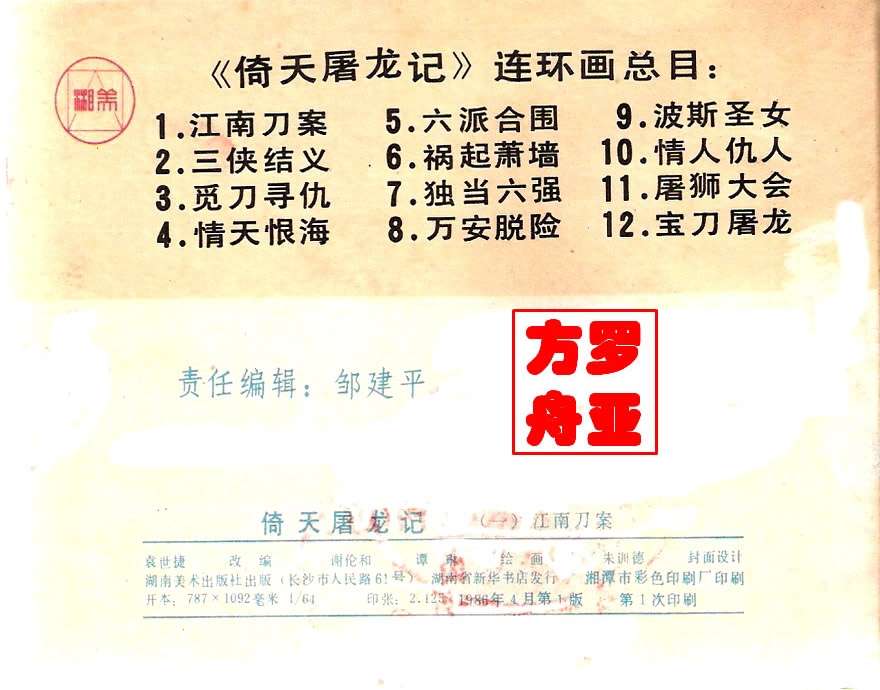 《倚天屠龙记》连环画总目：
湘美
1.江南刀案 5.六派合围 9.波斯圣女
2.三侠结义 6.祸起萧墙 10.情人仇人
3.觅刀寻仇 7.独当六强 11.屠狮大会
4.情天恨海 8.万安脱险 12.宝刀屠龙
方罗
舟亚
责任编辑：邹建平
倚天屠龙记 (一) 江南刀案
袁世捷 改编 谢伦和 谭 绘画 朱训德 封面设计
湖南美术出版社出版（长沙市人民路61号） 湖南省新华书店发行 湘潭市彩色印刷厂印刷
开本：787×1092毫米 1/64 印张：2.125 1986年4月第1版 第1次印刷